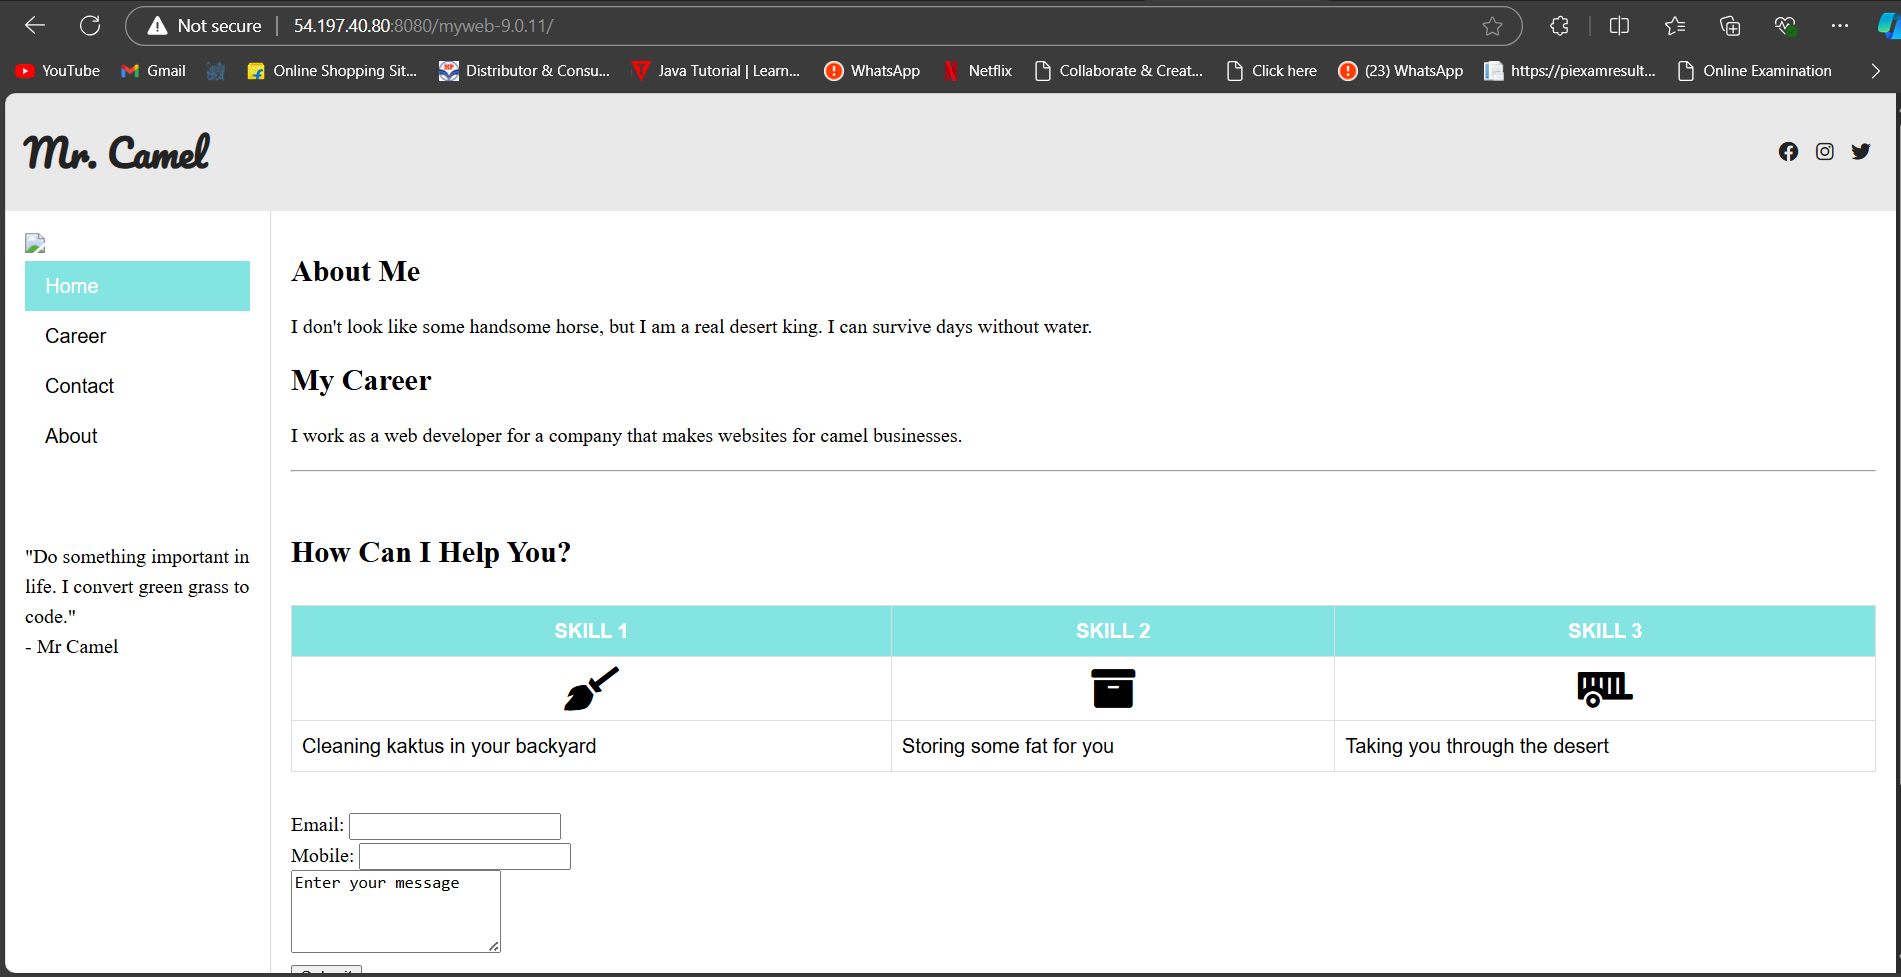 Not secure
54.197.40.80:8080/myweb-9.0.11/
YouTube
Gmail
Online Shopping Sit...
Distributor & Consu...
Java Tutorial | Learn...
WhatsApp
Netflix
Collaborate & Creat...
Click here
(23) WhatsApp
https://piexamresult...
Online Examination
Mr. Camel
Home
Career
Contact
About
"Do something important in
life. I convert green grass to
code."
- Mr Camel
About Me
I don't look like some handsome horse, but I am a real desert king. I can survive days without water.
My Career
I work as a web developer for a company that makes websites for camel businesses.
How Can I Help You?
SKILL 1 SKILL 2 SKILL 3
Cleaning kaktus in your backyard Storing some fat for you Taking you through the desert
Email:
Mobile:
Enter your message
Submit